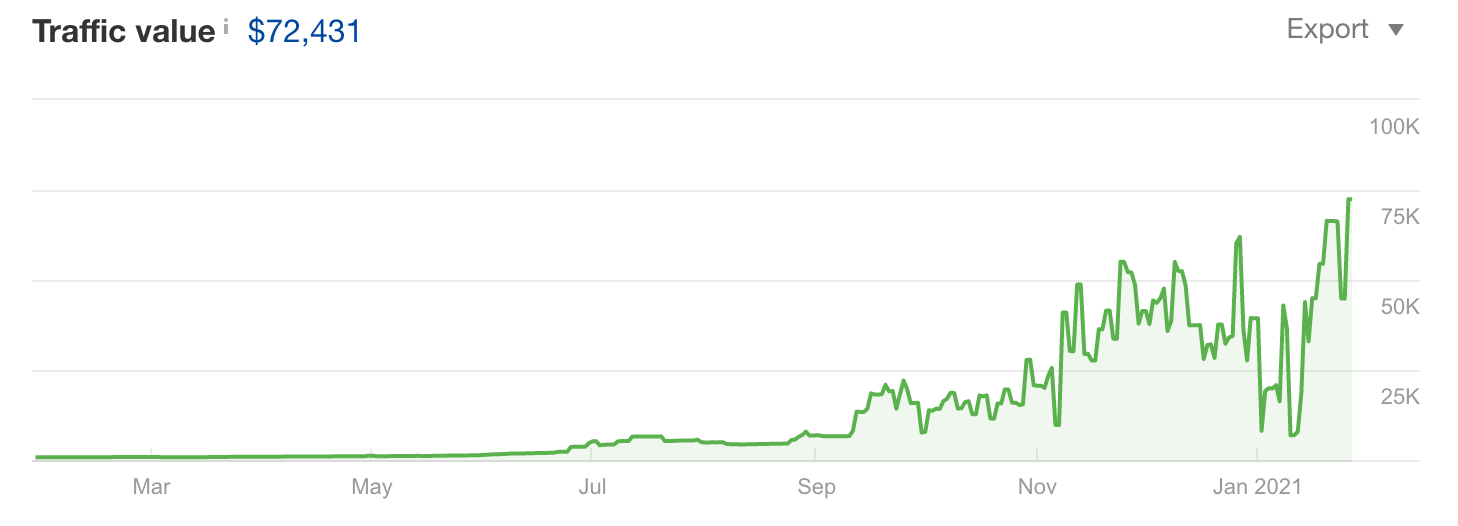 Traffic value i $72,431
Export ▼
100K
75K
50K
25K
Mar May Jul Sep Nov Jan 2021